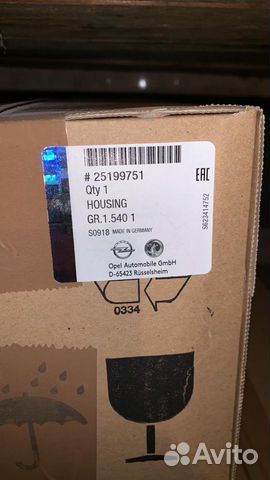 # 25199751
Qty 1
HOUSING
GR.1.540 1
S0918 MADE IN GERMANY
Opel Automobile GmbH
D-65423 Rüsselsheim
EAC
S623414752
0334
Avito